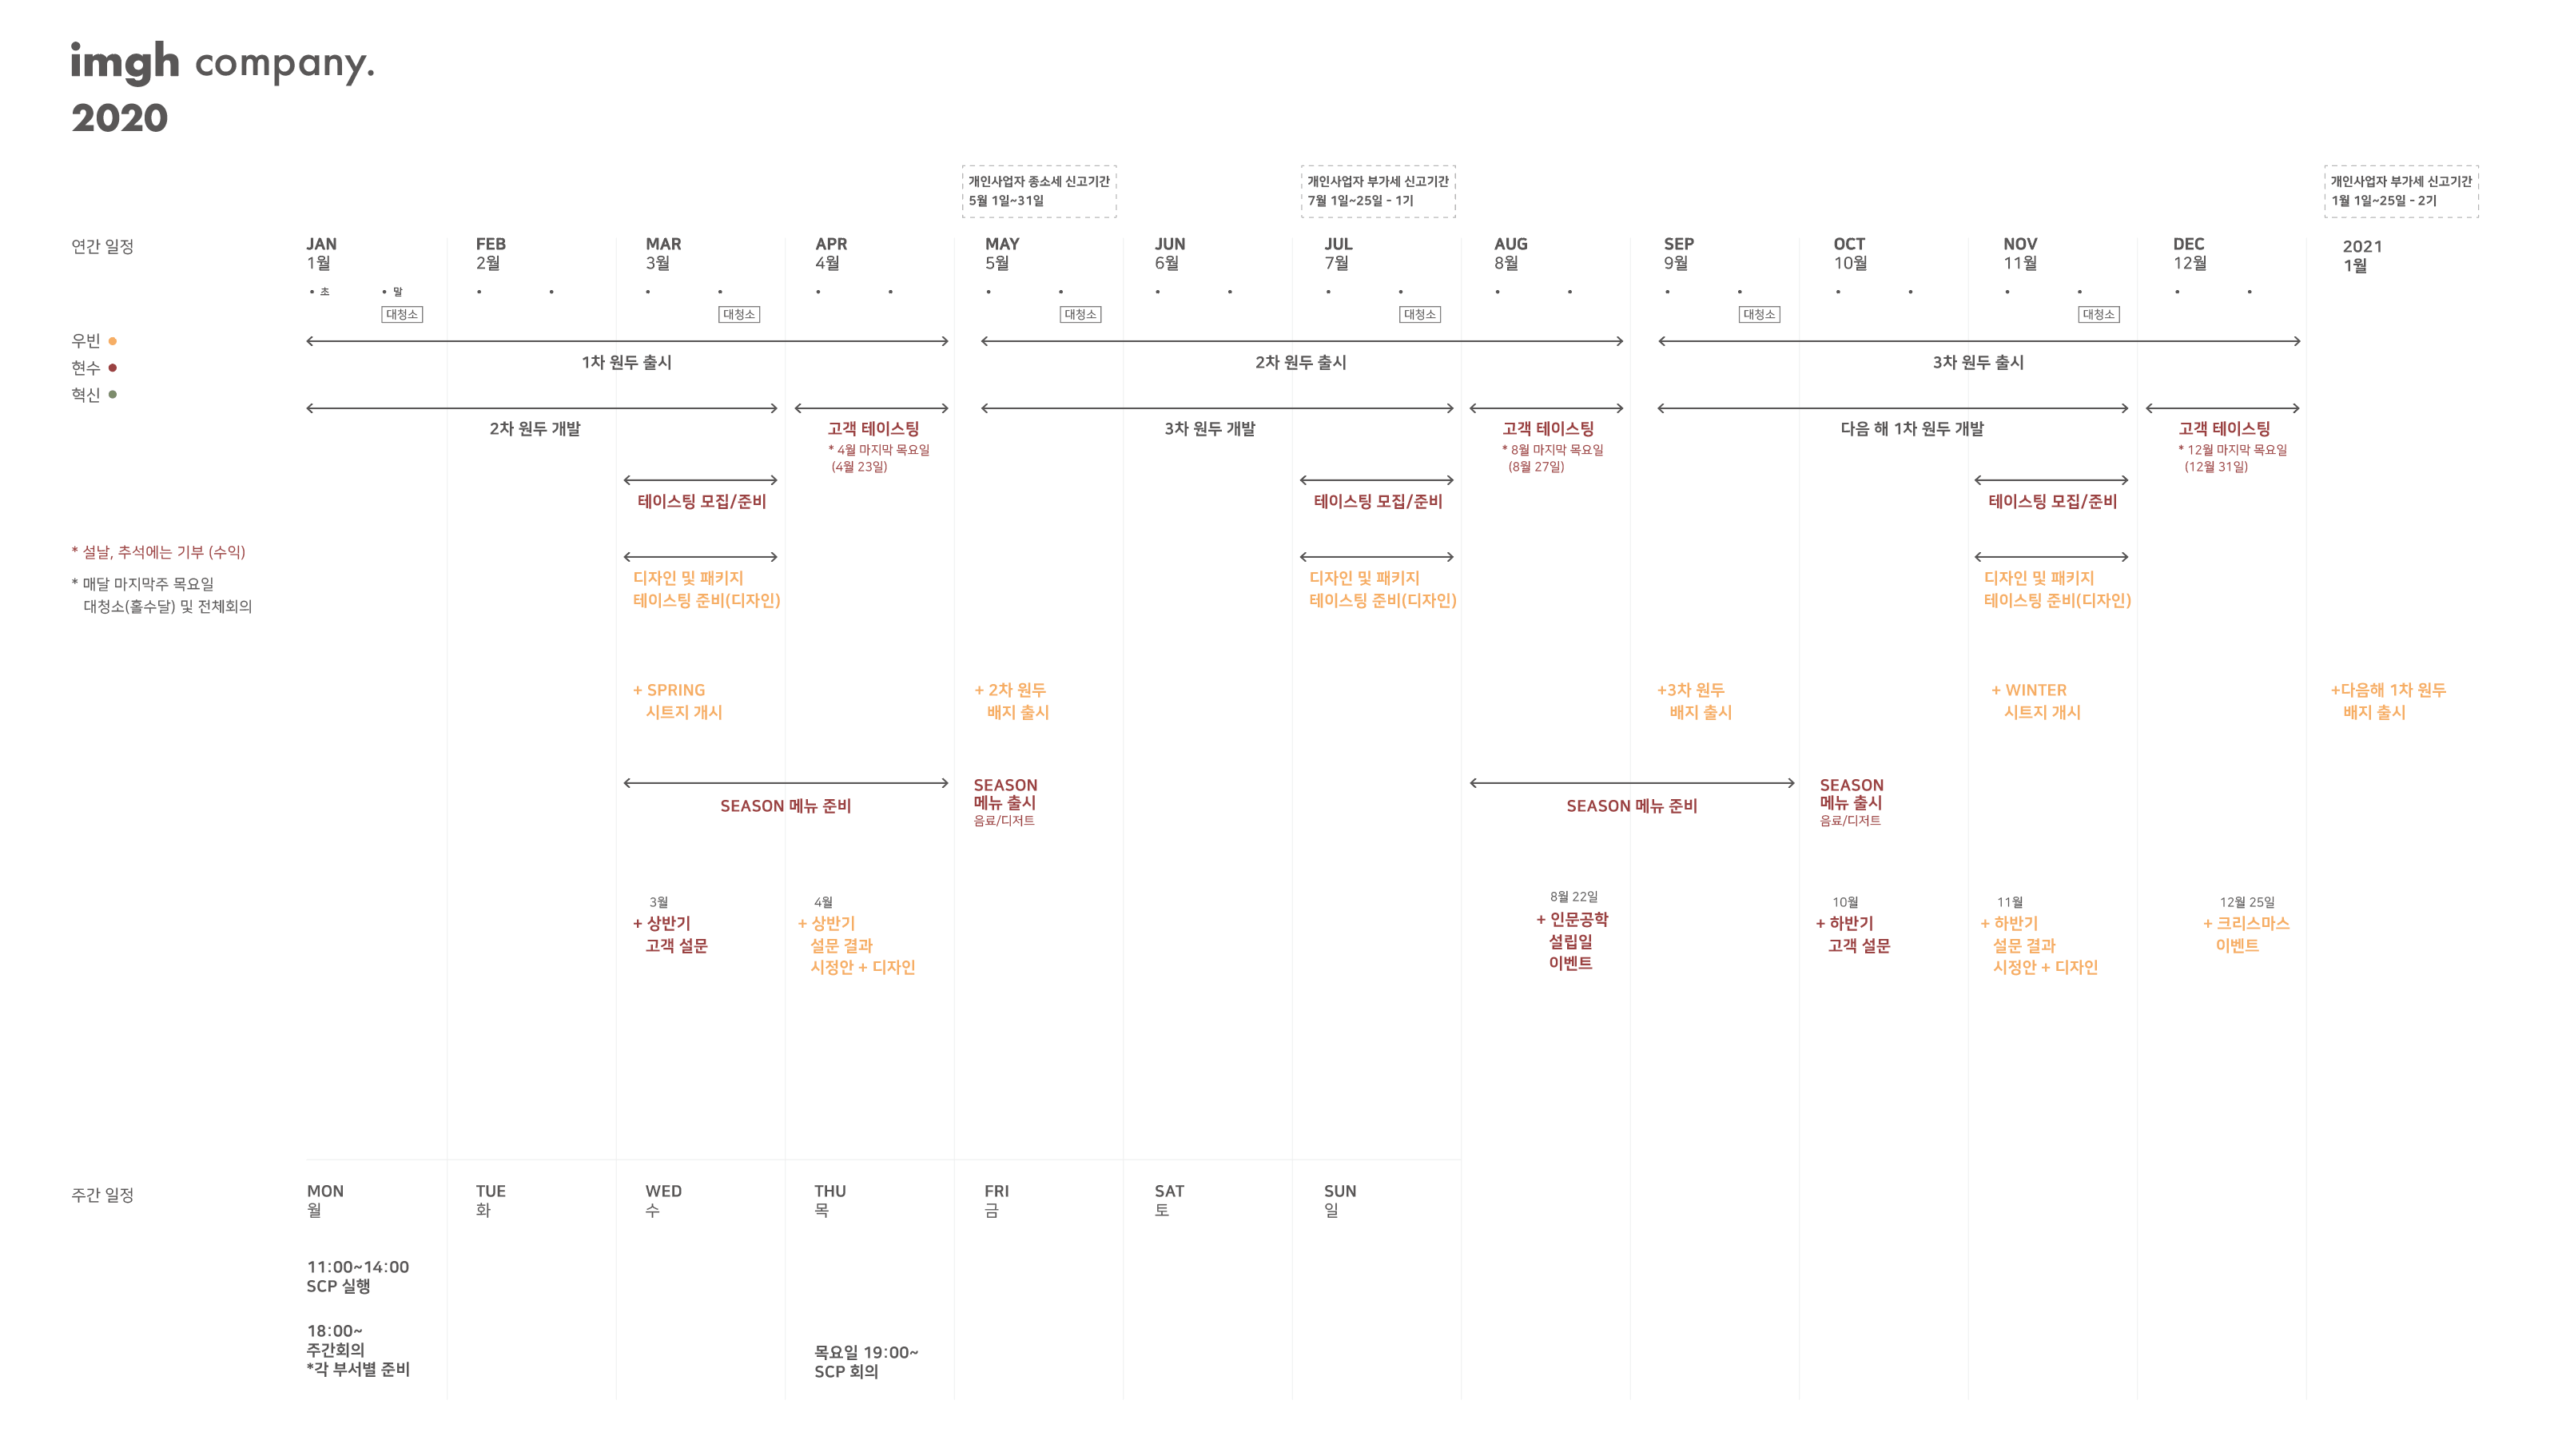 imgh company.
2020
개인사업자 종소세 신고기간
5월 1일~31일
개인사업자 부가세 신고기간
7월 1일~25일 - 1기
개인사업자 부가세 신고기간
1월 1일~25일 - 2기
연간 일정
JAN
1월
FEB
2월
MAR
3월
APR
4월
MAY
5월
JUN
6월
JUL
7월
AUG
8월
SEP
9월
OCT
10월
NOV
11월
DEC
12월
2021
1월
• 초
• 말
대청소
대청소
대청소
대청소
대청소
대청소
우빈
현수
혁신
1차 원두 출시
2차 원두 출시
3차 원두 출시
2차 원두 개발
고객 테이스팅
* 4월 마지막 목요일
(4월 23일)
3차 원두 개발
고객 테이스팅
* 8월 마지막 목요일
(8월 27일)
다음 해 1차 원두 개발
고객 테이스팅
* 12월 마지막 목요일
(12월 31일)
테이스팅 모집/준비
테이스팅 모집/준비
테이스팅 모집/준비
* 설날, 추석에는 기부 (수익)
* 매달 마지막주 목요일
대청소(홀수달) 및 전체회의
디자인 및 패키지
테이스팅 준비(디자인)
디자인 및 패키지
테이스팅 준비(디자인)
디자인 및 패키지
테이스팅 준비(디자인)
+ SPRING
시트지 개시
+ 2차 원두
배지 출시
+3차 원두
배지 출시
+ WINTER
시트지 개시
+다음해 1차 원두
배지 출시
SEASON 메뉴 준비
SEASON
메뉴 출시
음료/디저트
SEASON 메뉴 준비
SEASON
메뉴 출시
음료/디저트
3월
+ 상반기
고객 설문
4월
+ 상반기
설문 결과
시정안 + 디자인
8월 22일
+ 인문공학
설립일
이벤트
10월
+ 하반기
고객 설문
11월
+ 하반기
설문 결과
시정안 + 디자인
12월 25일
+ 크리스마스
이벤트
주간 일정
MON
월
TUE
화
WED
수
THU
목
FRI
금
SAT
토
SUN
일
11:00~14:00
SCP 실행
18:00~
주간회의
*각 부서별 준비
목요일 19:00~
SCP 회의